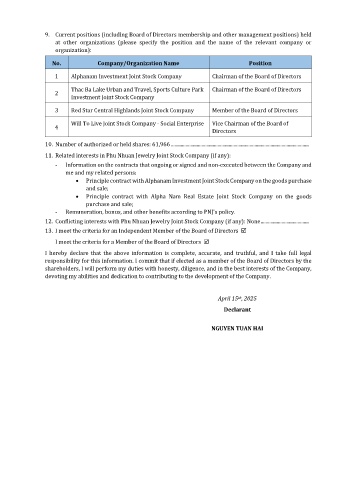 9. Current positions (including Board of Directors membership and other management positions) held
at other organizations (please specify the position and the name of the relevant company or
organization):
No. Company/Organization Name Position
1 Alphanam Investment Joint Stock Company Chairman of the Board of Directors
2 Thac Ba Lake Urban and Travel, Sports Culture Park Chairman of the Board of Directors
Investment Joint Stock Company
3 Red Star Central Highlands Joint Stock Company Member of the Board of Directors
4 Will To Live Joint Stock Company - Social Enterprise Vice Chairman of the Board of
Directors
10. Number of authorized or held shares: 63,966
11. Related interests in Phu Nhuan Jewelry Joint Stock Company (if any):
- Information on the contracts that ongoing or signed and non-executed between the Company and
me and my related persons:
• Principle contract with Alphanam Investment Joint Stock Company on the goods purchase
and sale;
• Principle contract with Alpha Nam Real Estate Joint Stock Company on the goods
purchase and sale;
- Remuneration, bonus, and other benefits according to PNJ's policy.
12. Conflicting interests with Phu Nhuan Jewelry Joint Stock Company (if any): None
13. I meet the criteria for an Independent Member of the Board of Directors ☑
I meet the criteria for a Member of the Board of Directors ☑
I hereby declare that the above information is complete, accurate, and truthful, and I take full legal
responsibility for this information. I commit that if elected as a member of the Board of Directors by the
shareholders, I will perform my duties with honesty, diligence, and in the best interests of the Company,
devoting my abilities and dedication to contributing to the development of the Company.
April 15st, 2025
Declarant
NGUYEN TUAN HAI